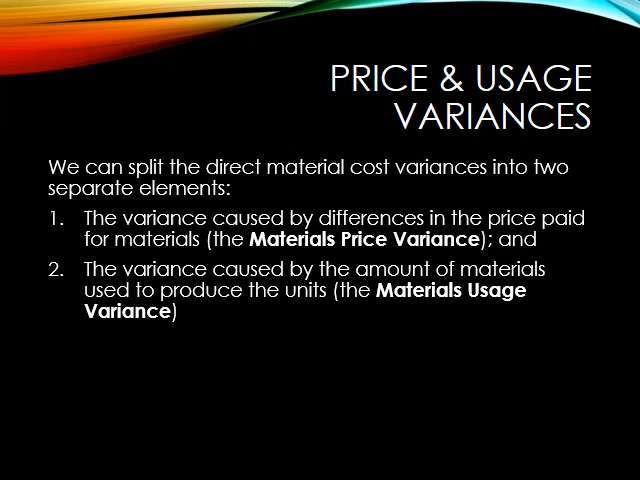 PRICE & USAGE
VARIANCES
We can split the direct material cost variances into two
separate elements:
1. The variance caused by differences in the price paid
for materials (the Materials Price Variance); and
2. The variance caused by the amount of materials
used to produce the units (the Materials Usage
Variance)